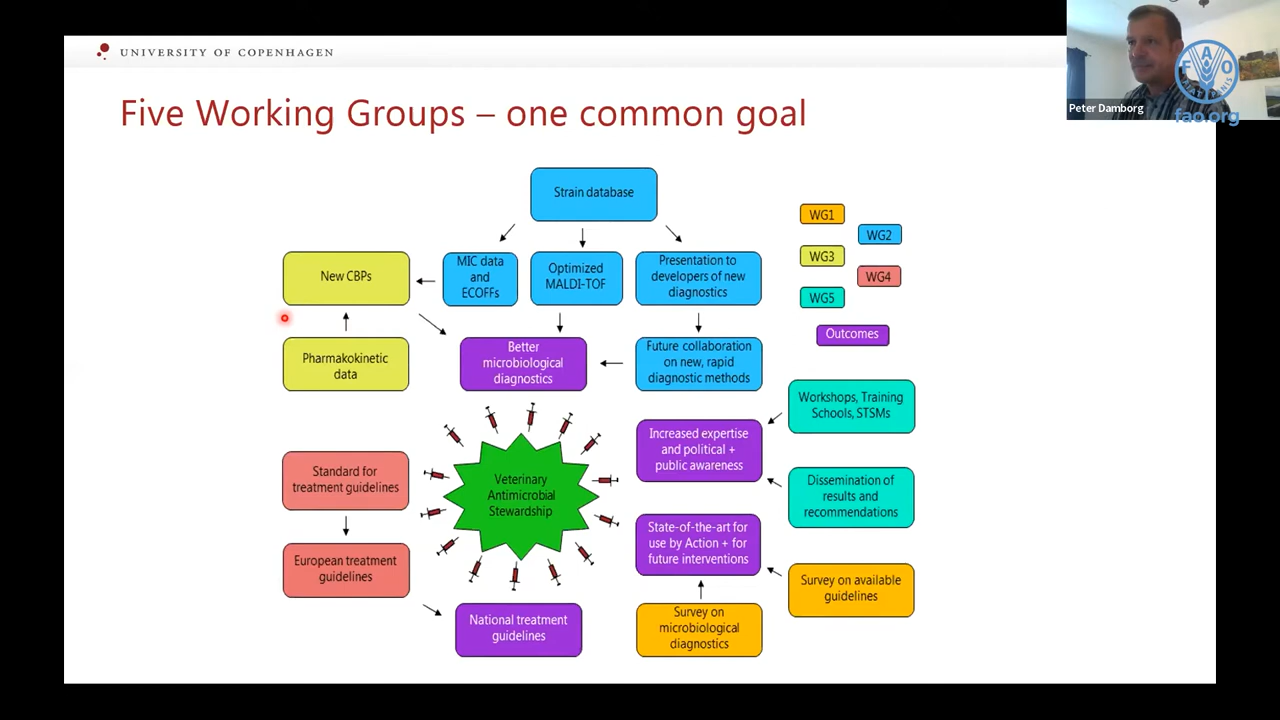 UNIVERSITY OF COPENHAGEN
Peter Damborg
FAO
fao.org
Five Working Groups – one common goal
Strain database
WG1
WG2
WG3
WG4
WG5
Outcomes
New CBPs
MIC data
and
ECOFFs
Optimized
MALDI-TOF
Presentation to
developers of new
diagnostics
Pharmakokinetic
data
Better
microbiological
diagnostics
Future collaboration
on new, rapid
diagnostic methods
Workshops, Training
Schools, STSMs
Increased expertise
and political +
public awareness
Standard for
treatment guidelines
Veterinary
Antimicrobial
Stewardship
Dissemination of
results and
recommendations
State-of-the-art for
use by Action + for
future interventions
European treatment
guidelines
Survey on available
guidelines
National treatment
guidelines
Survey on
microbiological
diagnostics